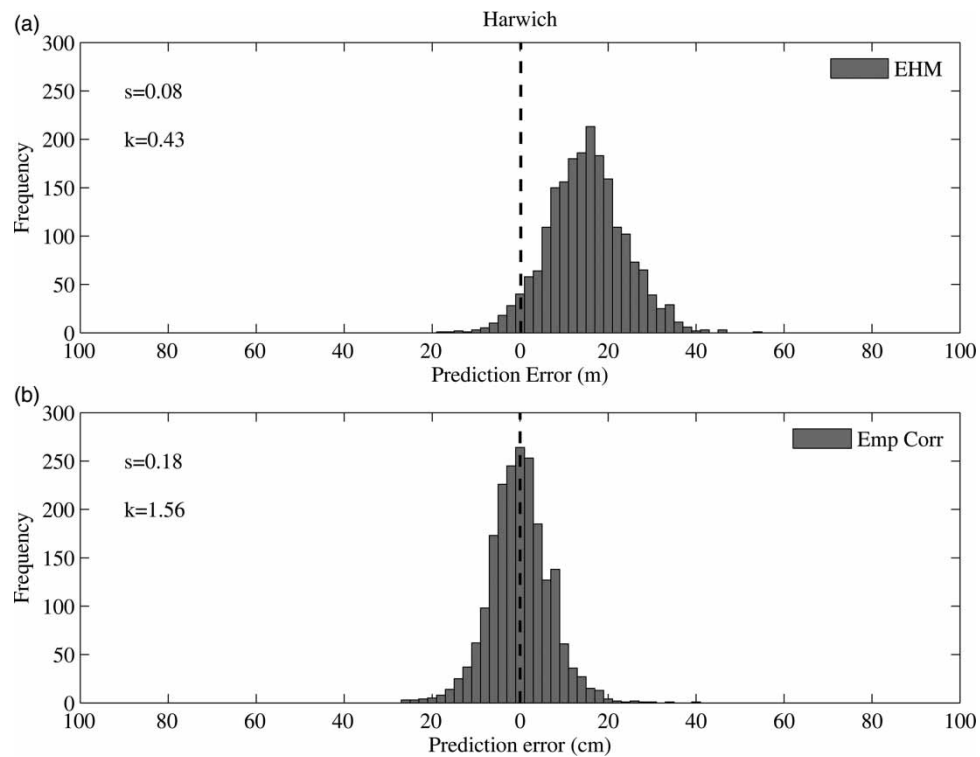 (a)
Harwich
300
250
200
150
100
50
0
Frequency
s=0.08
k=0.43
EHM
100 80 60 40 20 0 20 40 60 80 100
Prediction Error (m)
(b)
300
250
200
150
100
50
0
Frequency
s=0.18
k=1.56
Emp Corr
100 80 60 40 20 0 20 40 60 80 100
Prediction error (cm)